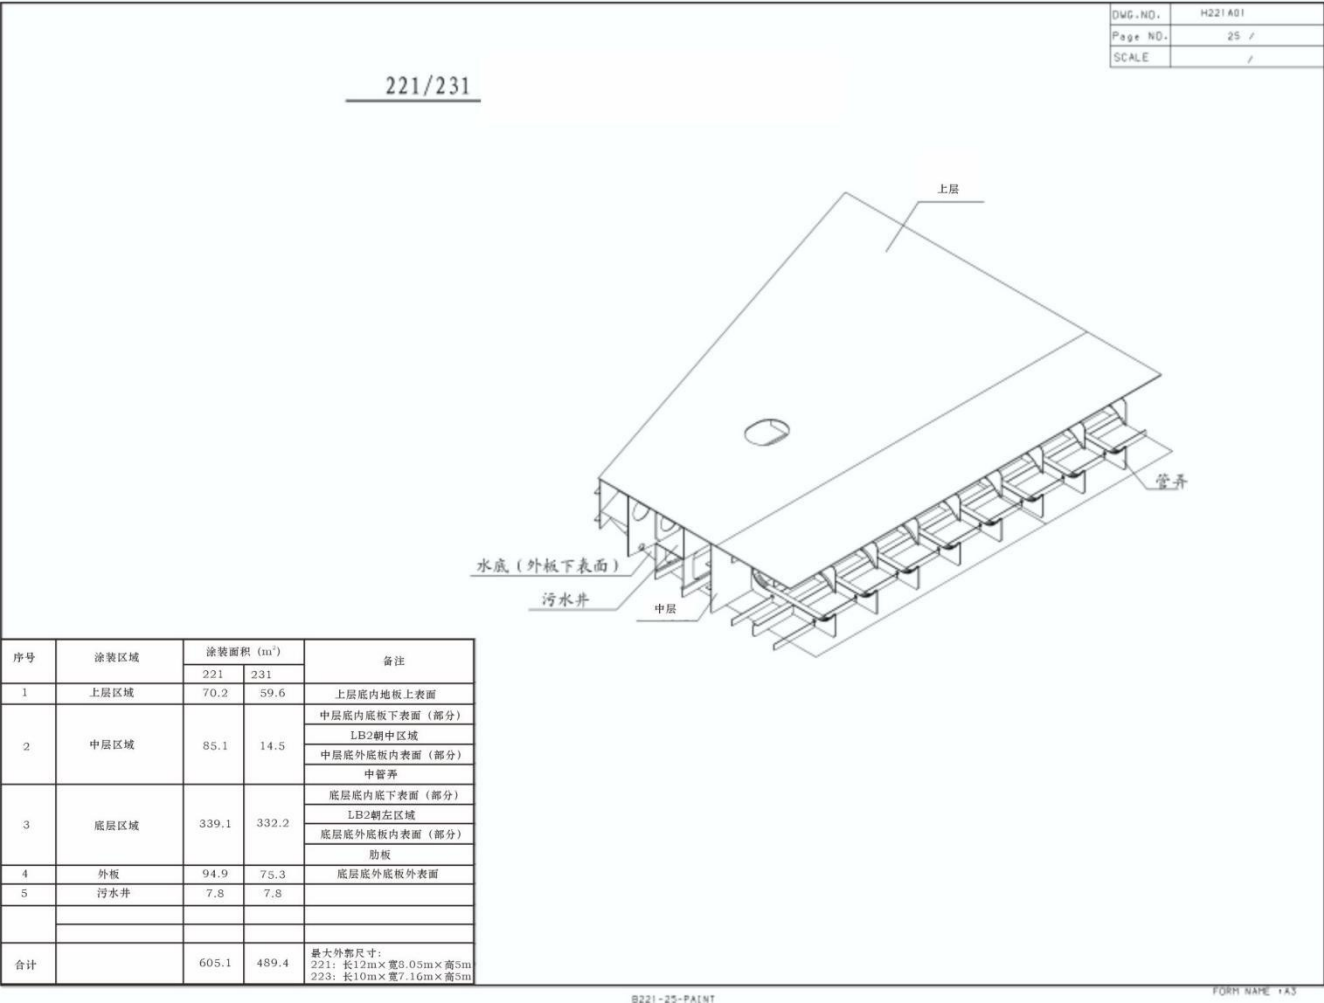 DWG.NO. H221A01
Page NO. 25 /
SCALE /
221/231
上层
管弄
水底（外板下表面）
污水井
中层
序号 涂装区域 涂装面积（m²） 备注
221 231
1 上层区域 70.2 59.6 上层底内地板上表面
2 中层区域 85.1 14.5 中层底内底板下表面（部分）
LB2朝中区域
中层底外底板内表面（部分）
中管弄
3 底层区域 339.1 332.2 底层底内底下表面（部分）
LB2朝左区域
底层底外底板内表面（部分）
肋板
4 外板 94.9 75.3 底层底外底板外表面
5 污水井 7.8 7.8
合计 605.1 489.4 最大外郭尺寸：
221：长12m×宽8.05m×高5m
223：长10m×宽7.16m×高5m
B221-25-PAINT
FORM NAME :A3